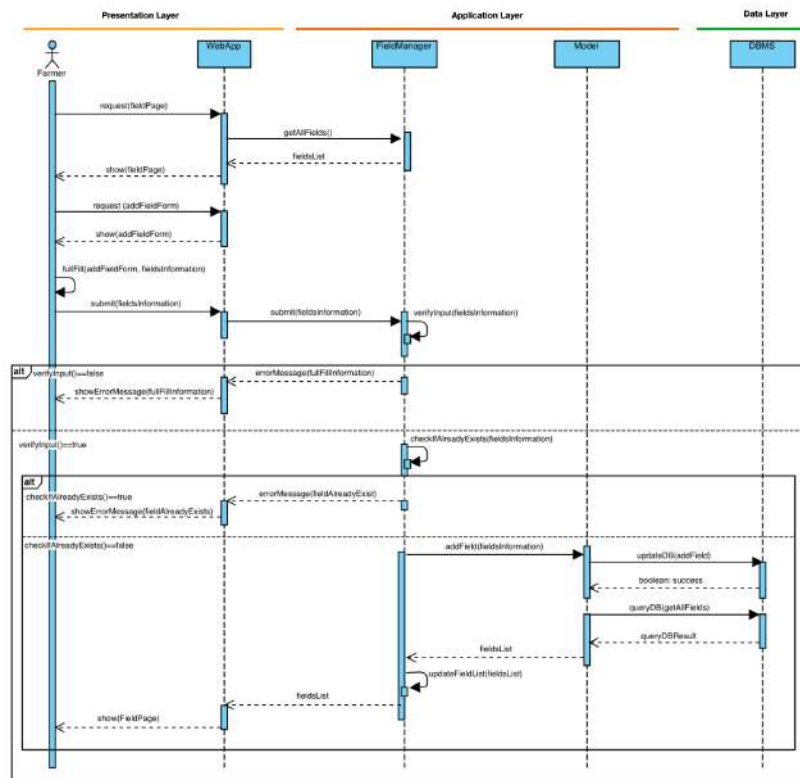 Presentation Layer
Application Layer
Data Layer
Farmer
WebApp
FieldManager
Model
DBMS
request(fieldPage)
getAllFields()
fieldsList
show(fieldPage)
request (addFieldForm)
show(addFieldForm)
fullFill(addFieldForm, fieldsInformation)
submit(fieldsInformation)
submit(fieldsInformation)
verifyInput(fieldsInformation)
alt
verifyInput()==false
errorMessage(fullFillInformation)
showErrorMessage(fullFillInformation)
verifyInput()==true
checkIfAlreadyExists(fieldsInformation)
alt
checkIfAlreadyExists()==true
errorMessage(fieldAlreadyExist)
showErrorMessage(fieldAlreadyExists)
checkIfAlreadyExists()==false
addField(fieldsInformation)
updateDB(addField)
boolean: success
queryDB(getAllFields)
queryDBResult
fieldsList
updateFieldList(fieldsList)
fieldsList
show(FieldPage)